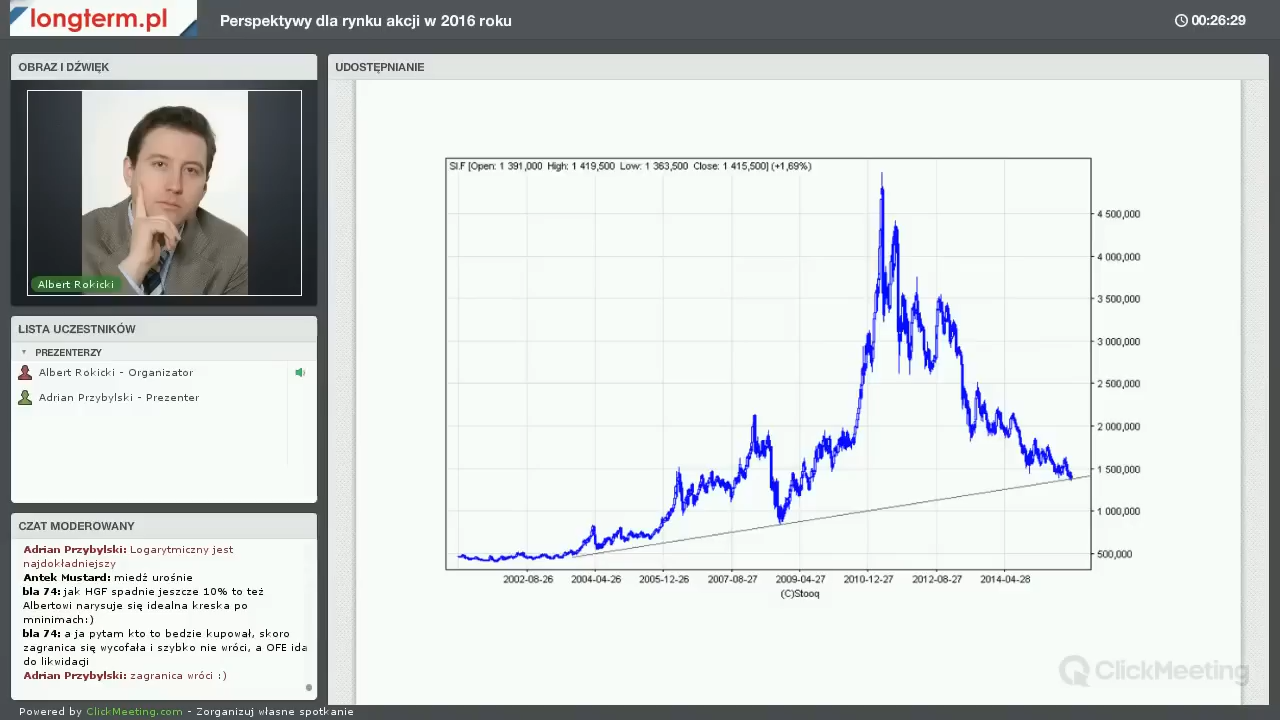 longterm.pl
Perspektywy dla rynku akcji w 2016 roku
00:26:29
OBRAZ I DŹWIĘK
Albert Rokicki
LISTA UCZESTNIKÓW
PREZENTERZY
Albert Rokicki - Organizator
Adrian Przybylski - Prezenter
CZAT MODEROWANY
Adrian Przybylski: Logarytmiczny jest
najdokładniejszy
Antek Mustard: miedź urośnie
bla 74: jak HGF spadnie jeszcze 10% to też
Albertowi narysuje się idealna kreska po
mninimach:)
bla 74: a ja pytam kto to bedzie kupował, skoro
zagranica się wycofała i szybko nie wróci, a OFE ida
do likwidacji
Adrian Przybylski: zagranica wróci :)
Powered by ClickMeeting.com - Zorganizuj własne spotkanie
UDOSTĘPNIANIE
SI.F [Open: 1 391,000 High: 1 419,500 Low: 1 363,500 Close: 1 415,500] (+1,69%)
4 500,000
4 000,000
3 500,000
3 000,000
2 500,000
2 000,000
1 500,000
1 000,000
500,000
2002-08-26 2004-04-26 2005-12-26 2007-08-27 2009-04-27 2010-12-27 2012-08-27 2014-04-28
(C)Stooq
ClickMeeting